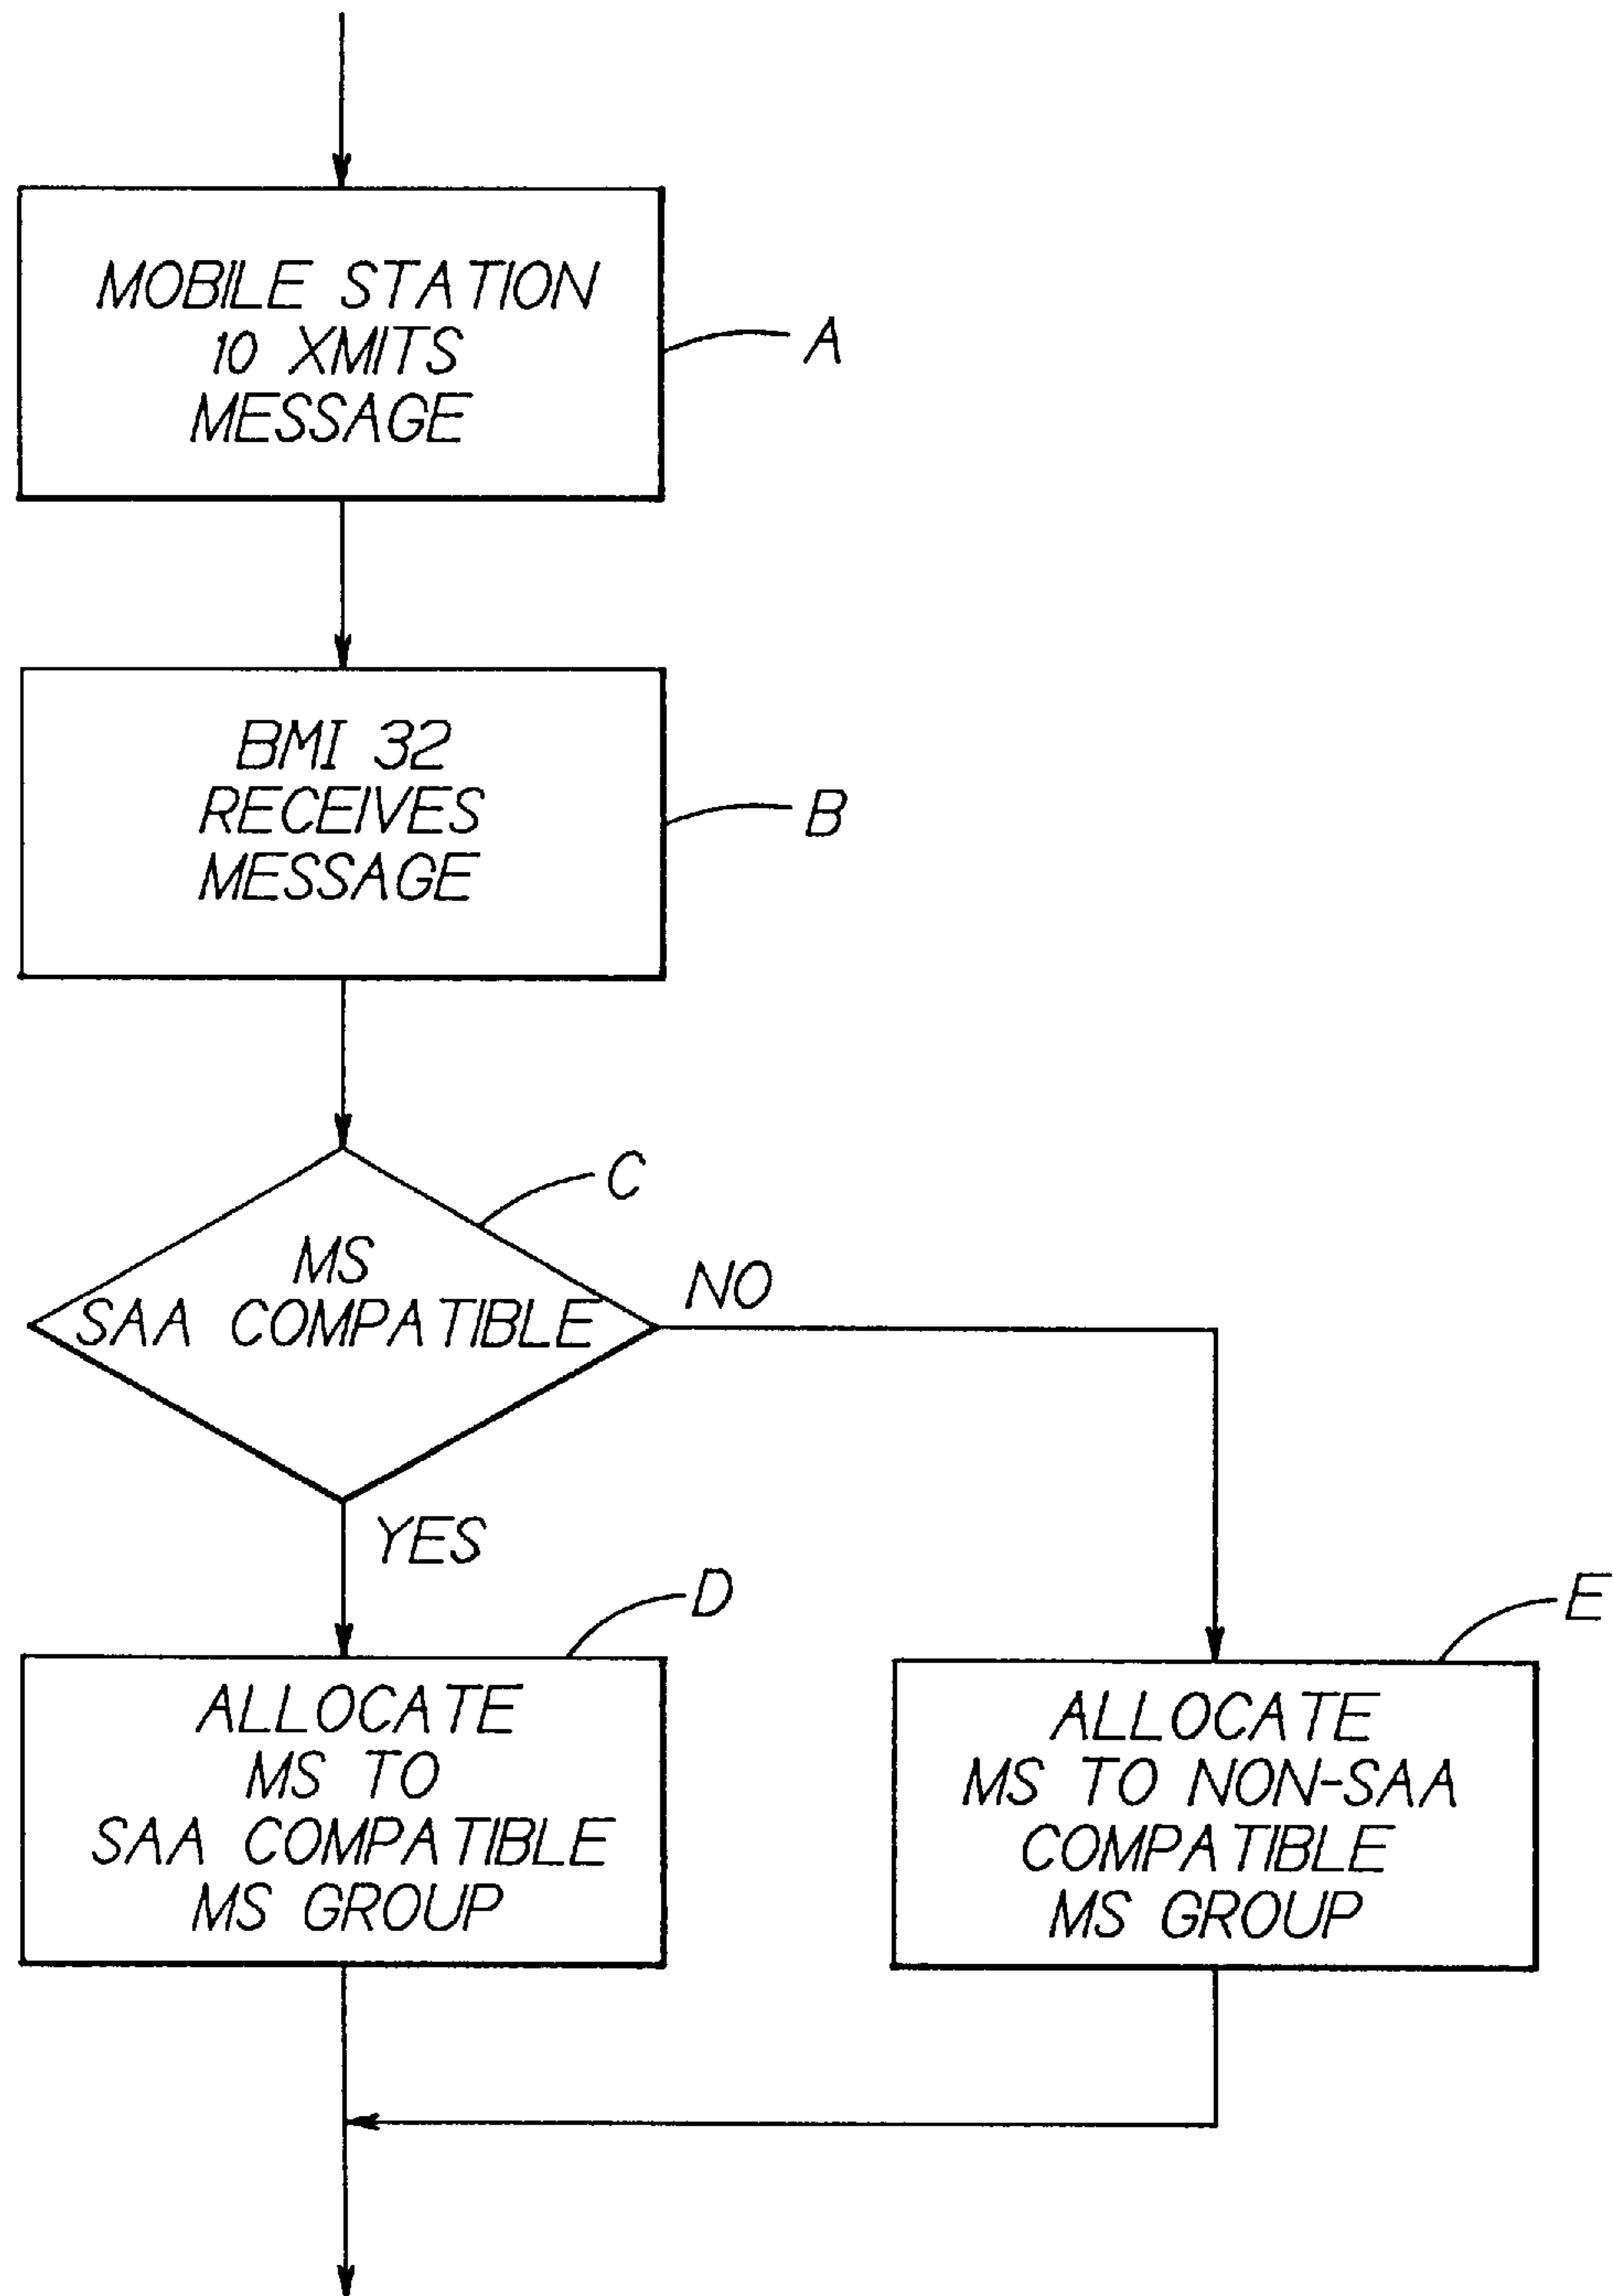 MOBILE STATION
10 XMITS
MESSAGE
A
BMI 32
RECEIVES
MESSAGE
B
C
MS
SAA COMPATIBLE
NO
YES
D
ALLOCATE
MS TO
SAA COMPATIBLE
MS GROUP
E
ALLOCATE
MS TO NON-SAA
COMPATIBLE
MS GROUP